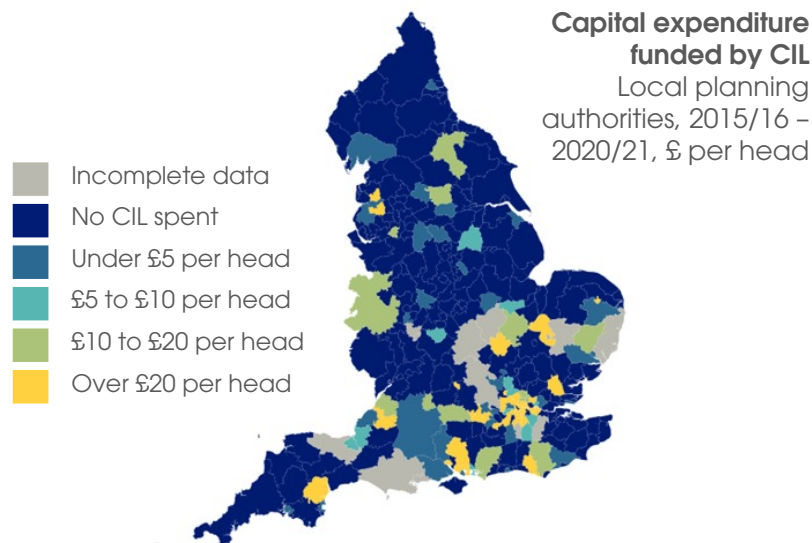 Capital expenditure
funded by CIL
Local planning
authorities, 2015/16 –
2020/21, £ per head
Incomplete data
No CIL spent
Under £5 per head
£5 to £10 per head
£10 to £20 per head
Over £20 per head